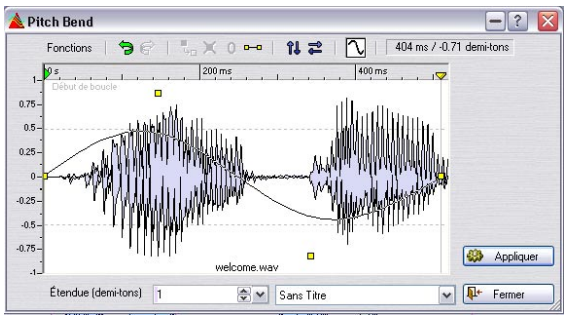 Pitch Bend
Fonctions
404 ms / -0.71 demi-tons
0 s 200 ms 400 ms
Début de boucle
1
0.75
0.5
0.25
0
-0.25
-0.5
-0.75
-1
welcome.wav
Appliquer
Étendue (demi-tons) 1 Sans Titre Fermer